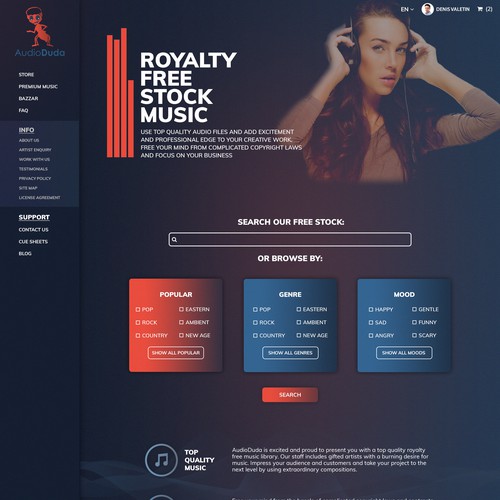 EN
DENIS VALETIN
(2)
AudioDuda
STORE
PREMIUM MUSIC
BAZZAR
FAQ
INFO
ABOUT US
ARTIST ENQUIRY
WORK WITH US
TESTIMONIALS
PRIVACY POLICY
SITE MAP
LICENSE AGREEMENT
SUPPORT
CONTACT US
CUE SHEETS
BLOG
ROYALTY
FREE
STOCK
MUSIC
USE TOP QUALITY AUDIO FILES AND ADD EXCITEMENT
AND PROFESSIONAL EDGE TO YOUR CREATIVE WORK.
FREE YOUR MIND FROM COMPLICATED COPYRIGHT LAWS
AND FOCUS ON YOUR BUSINESS
SEARCH OUR FREE STOCK:
OR BROWSE BY:
POPULAR
POP EASTERN
ROCK AMBIENT
COUNTRY NEW AGE
SHOW ALL POPULAR
GENRE
POP EASTERN
ROCK AMBIENT
COUNTRY NEW AGE
SHOW ALL GENRES
MOOD
HAPPY GENTLE
SAD FUNNY
ANGRY SCARY
SHOW ALL MOODS
SEARCH
TOP
QUALITY
MUSIC
AudioDuda is excited and proud to present you with a top quality royalty
free music library. Our staff includes gifted artists with a burning desire for
music. Impress your audience and customers and take your project to the
next level by using extraordinary compositions.